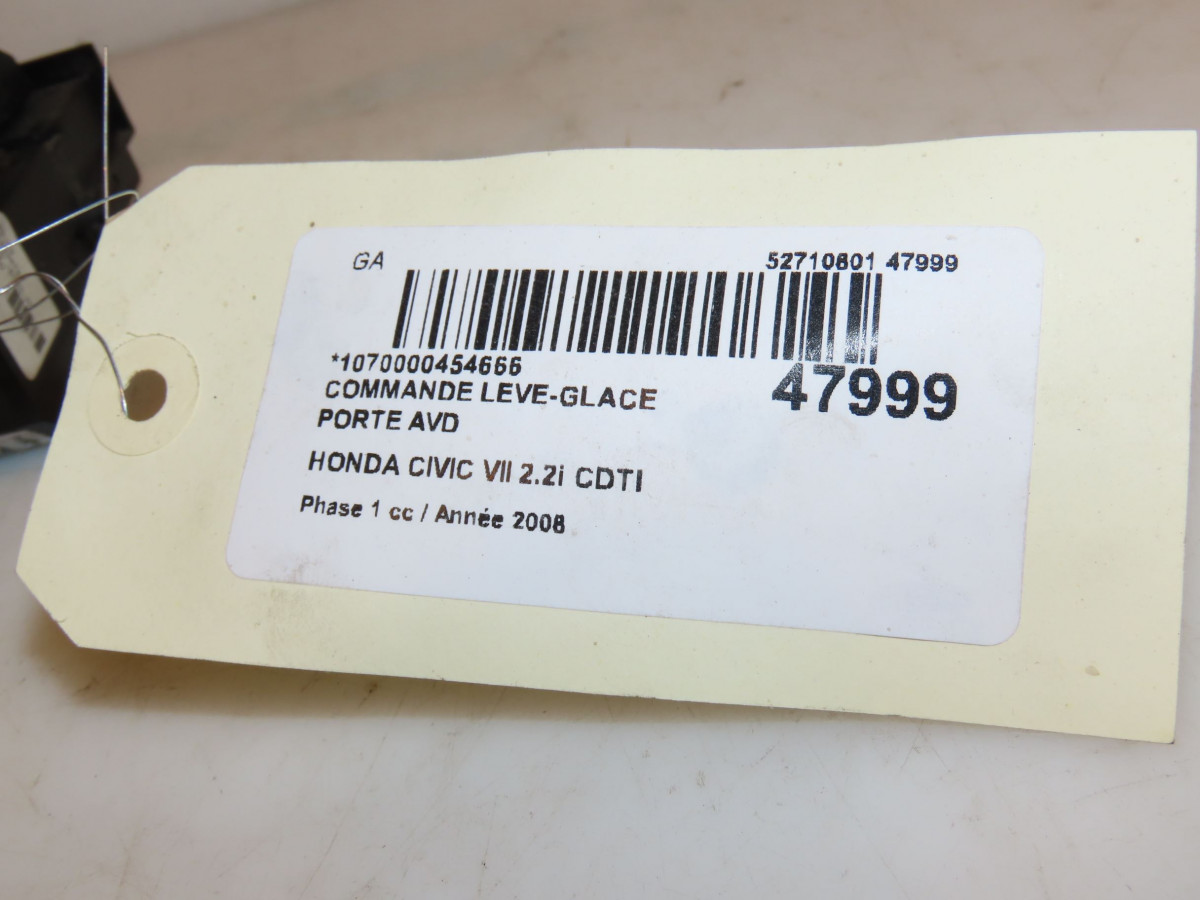 GA 52710801 47999
*1070000454666
47999
COMMANDE LEVE-GLACE
PORTE AVD
HONDA CIVIC VII 2.2i CDTI
Phase 1 cc / Année 2008